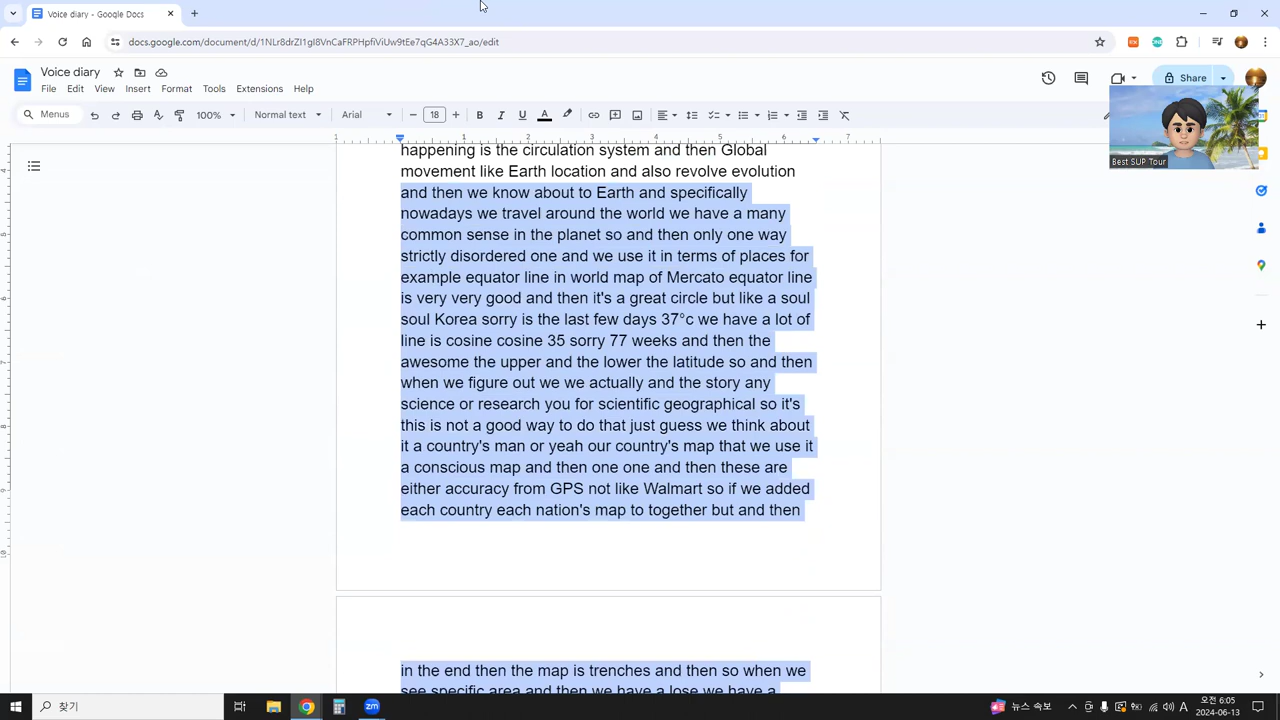 Voice diary - Google Docs
docs.google.com/document/d/1NLr8drZI1gI8VnCaFRPHpfiViUw9tEe7qG4A33X7_ao/edit
Voice diary
File Edit View Insert Format Tools Extensions Help
Share
Menus 100% Normal text Arial 18
Best SUP Tour
1 1 2 3 4 5 6 7
happening is the circulation system and then Global
movement like Earth location and also revolve evolution
and then we know about to Earth and specifically
nowadays we travel around the world we have a many
common sense in the planet so and then only one way
strictly disordered one and we use it in terms of places for
example equator line in world map of Mercato equator line
is very very good and then it's a great circle but like a soul
soul Korea sorry is the last few days 37°c we have a lot of
line is cosine cosine 35 sorry 77 weeks and then the
awesome the upper and the lower the latitude so and then
when we figure out we we actually and the story any
science or research you for scientific geographical so it's
this is not a good way to do that just guess we think about
it a country's man or yeah our country's map that we use it
a conscious map and then one one and then these are
either accuracy from GPS not like Walmart so if we added
each country each nation's map to together but and then
in the end then the map is trenches and then so when we
see specific area and then we have a lose we have a
찾기
zm
뉴스 속보
A
오전 6:05
2024-06-13